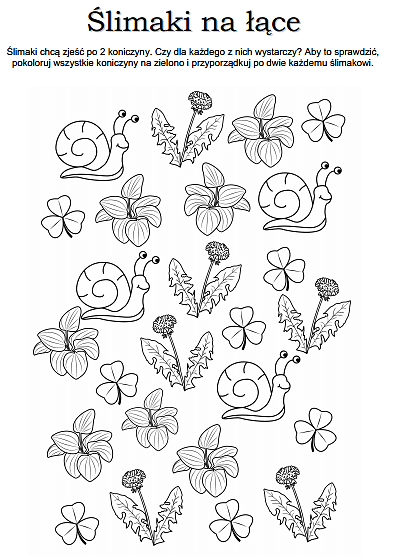 Ślimaki na łące
Ślimaki chcą zjeść po 2 koniczyny. Czy dla każdego z nich wystarczy? Aby to sprawdzić,
pokoloruj wszystkie koniczyny na zielono i przyporządkuj po dwie każdemu ślimakowi.